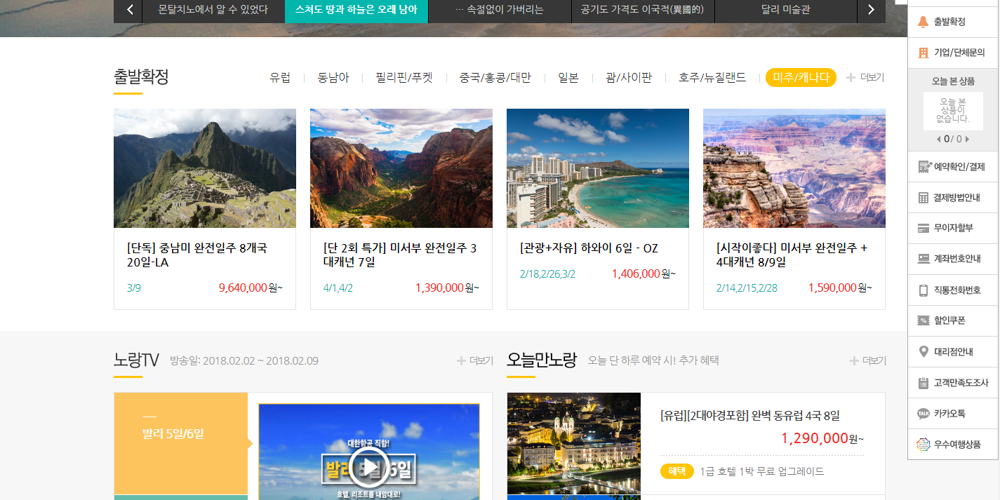 몬탈치노에서 알 수 있었다
스처도 땅과 하늘은 오래 남아
··· 속절없이 가버리는
공기도 가격도 이국적(異國的)
달리 미술관
출발확정
유럽
동남아
필리핀/푸켓
중국/홍콩/대만
일본
괌/사이판
호주/뉴질랜드
미주/캐나다
더보기
[단독] 중남미 완전일주 8개국
20일-LA
3/9
9,640,000원~
[단 2회 특가] 미서부 완전일주 3
대캐년 7일
4/1,4/2
1,390,000원~
[관광+자유] 하와이 6일 - OZ
2/18,2/26,3/2
1,406,000원~
[시작이좋다] 미서부 완전일주 +
4대캐년 8/9일
2/14,2/15,2/28
1,590,000원~
노랑TV
방송일: 2018.02.02 ~ 2018.02.09
더보기
발리 5일/6일
대한항공 직항!
발리 5일/6일
호텔, 리조트를 내맘대로!
오늘만노랑
오늘 단 하루 예약 시! 추가 혜택
더보기
[유럽][2대야경포함] 완벽 동유럽 4국 8일
1,290,000원~
혜택
1급 호텔 1박 무료 업그레이드
출발확정
기업/단체문의
오늘 본 상품
오늘 본
상품이
없습니다.
0/ 0
예약확인/결제
결제방법안내
무이자할부
계좌번호안내
직통전화번호
할인쿠폰
대리점안내
고객만족도조사
TALK
카카오톡
우수여행상품